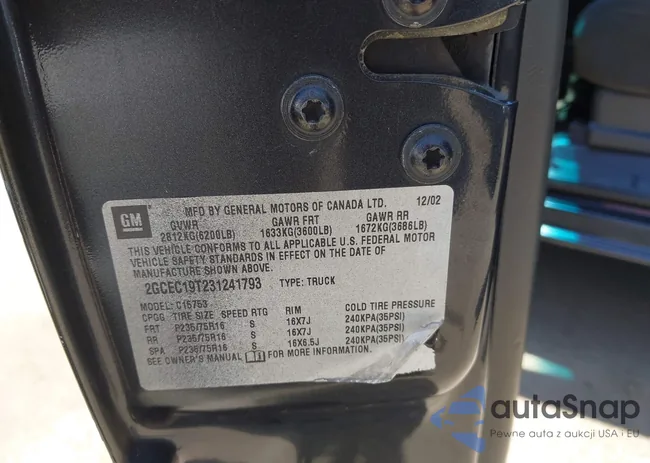 GM
MFD BY GENERAL MOTORS OF CANADA LTD. 12/02
GVWR GAWR FRT GAWR RR
2812KG(6200LB) 1633KG(3600LB) 1672KG(3686LB)
THIS VEHICLE CONFORMS TO ALL APPLICABLE U.S. FEDERAL MOTOR
VEHICLE SAFETY STANDARDS IN EFFECT ON THE DATE OF
MANUFACTURE SHOWN ABOVE.
2GCEC19T231241793 TYPE: TRUCK
MODEL: C15753
CPGG TIRE SIZE SPEED RTG RIM COLD TIRE PRESSURE
FRT P235/75R16 S 16X7J 240KPA(35PSI)
RR P235/75R16 S 16X7J 240KPA(35PSI)
SPA P235/75R16 S 16X6.5J 240KPA(35PSI)
SEE OWNER'S MANUAL FOR MORE INFORMATION.
autaSnap
Pewne auta z aukcji USA i EU